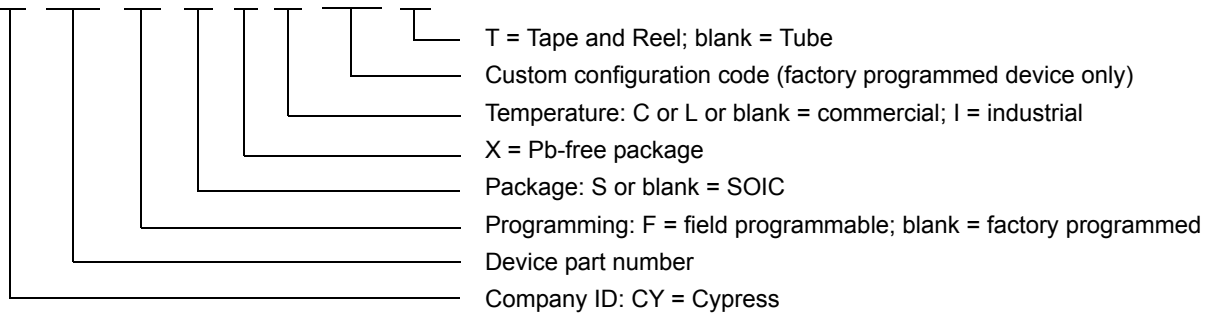 T = Tape and Reel; blank = Tube
Custom configuration code (factory programmed device only)
Temperature: C or L or blank = commercial; I = industrial
X = Pb-free package
Package: S or blank = SOIC
Programming: F = field programmable; blank = factory programmed
Device part number
Company ID: CY = Cypress